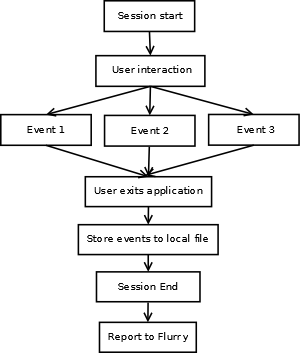 Session start
User interaction
Event 1
Event 2
Event 3
User exits application
Store events to local file
Session End
Report to Flurry